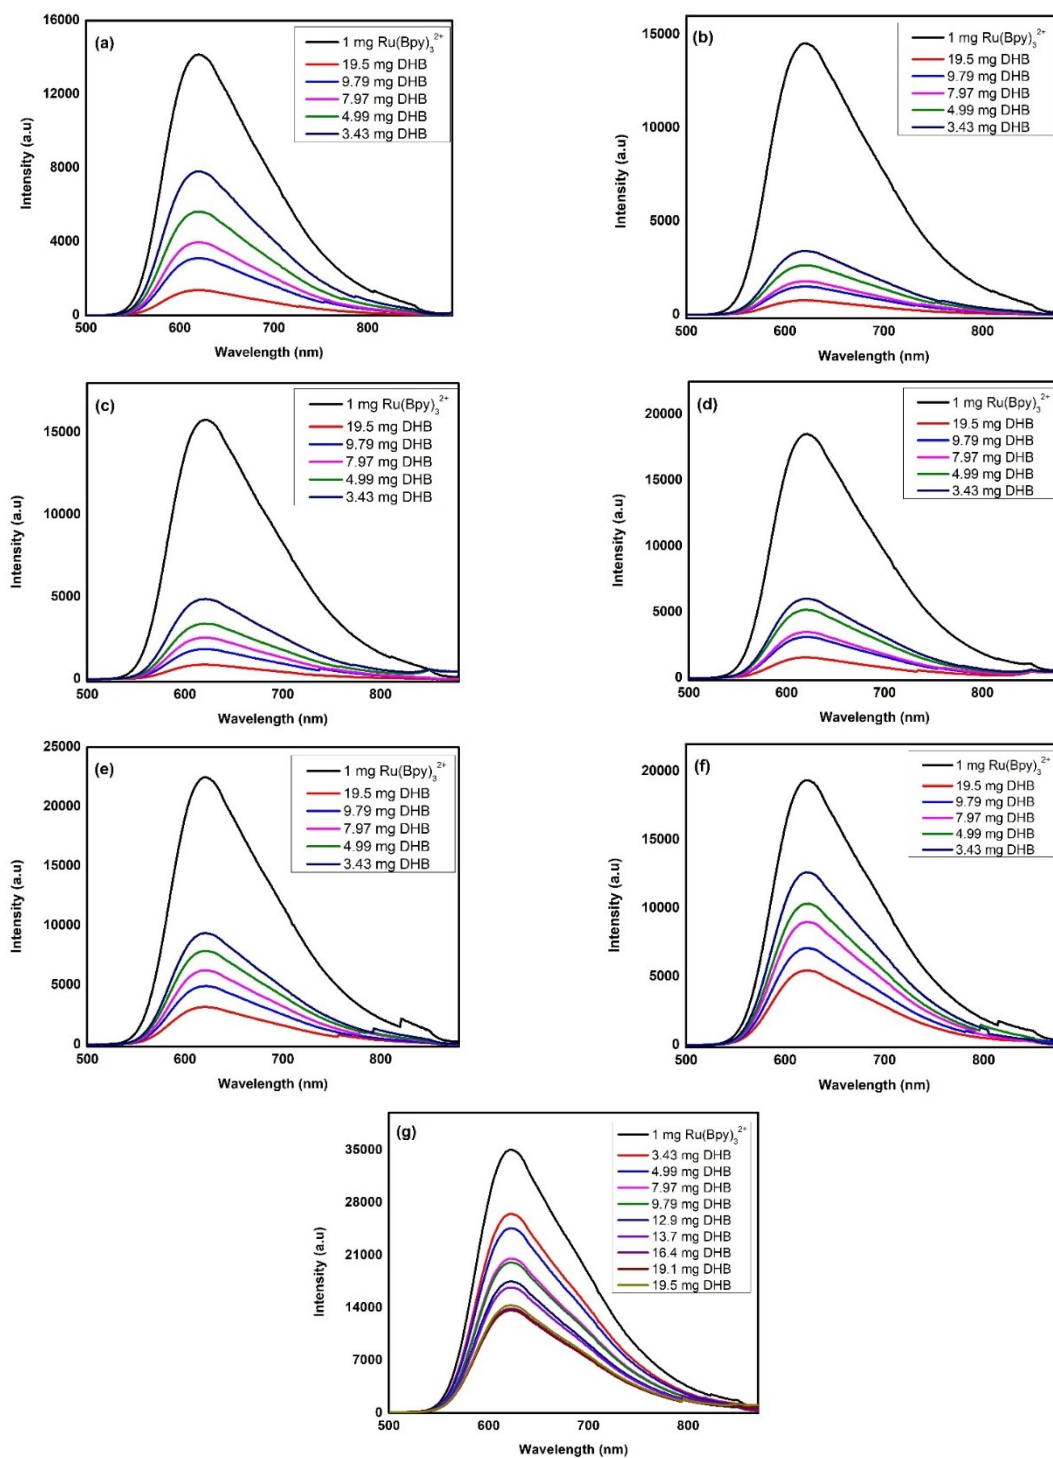 (a)
1 mg Ru(Bpy)₃²⁺
19.5 mg DHB
9.79 mg DHB
7.97 mg DHB
4.99 mg DHB
3.43 mg DHB
16000
12000
8000
4000
0
500 600 700 800
Intensity (a.u)
Wavelength (nm)
(b)
1 mg Ru(Bpy)₃²⁺
19.5 mg DHB
9.79 mg DHB
7.97 mg DHB
4.99 mg DHB
3.43 mg DHB
15000
10000
5000
0
500 600 700 800
Intensity (a.u)
Wavelength (nm)
(c)
1 mg Ru(Bpy)₃²⁺
19.5 mg DHB
9.79 mg DHB
7.97 mg DHB
4.99 mg DHB
3.43 mg DHB
15000
10000
5000
0
500 600 700 800
Intensity (a.u)
Wavelength (nm)
(d)
1 mg Ru(Bpy)₃²⁺
19.5 mg DHB
9.79 mg DHB
7.97 mg DHB
4.99 mg DHB
3.43 mg DHB
20000
15000
10000
5000
0
500 600 700 800
Intensity (a.u)
Wavelength (nm)
(e)
1 mg Ru(Bpy)₃²⁺
19.5 mg DHB
9.79 mg DHB
7.97 mg DHB
4.99 mg DHB
3.43 mg DHB
25000
20000
15000
10000
5000
0
500 600 700 800
Intensity (a.u)
Wavelength (nm)
(f)
1 mg Ru(Bpy)₃²⁺
19.5 mg DHB
9.79 mg DHB
7.97 mg DHB
4.99 mg DHB
3.43 mg DHB
20000
15000
10000
5000
0
500 600 700 800
Intensity (a.u)
Wavelength (nm)
(g)
1 mg Ru(Bpy)₃²⁺
3.43 mg DHB
4.99 mg DHB
7.97 mg DHB
9.79 mg DHB
12.9 mg DHB
13.7 mg DHB
16.4 mg DHB
19.1 mg DHB
19.5 mg DHB
35000
28000
21000
14000
7000
0
500 600 700 800
Intensity (a.u)
Wavelength (nm)